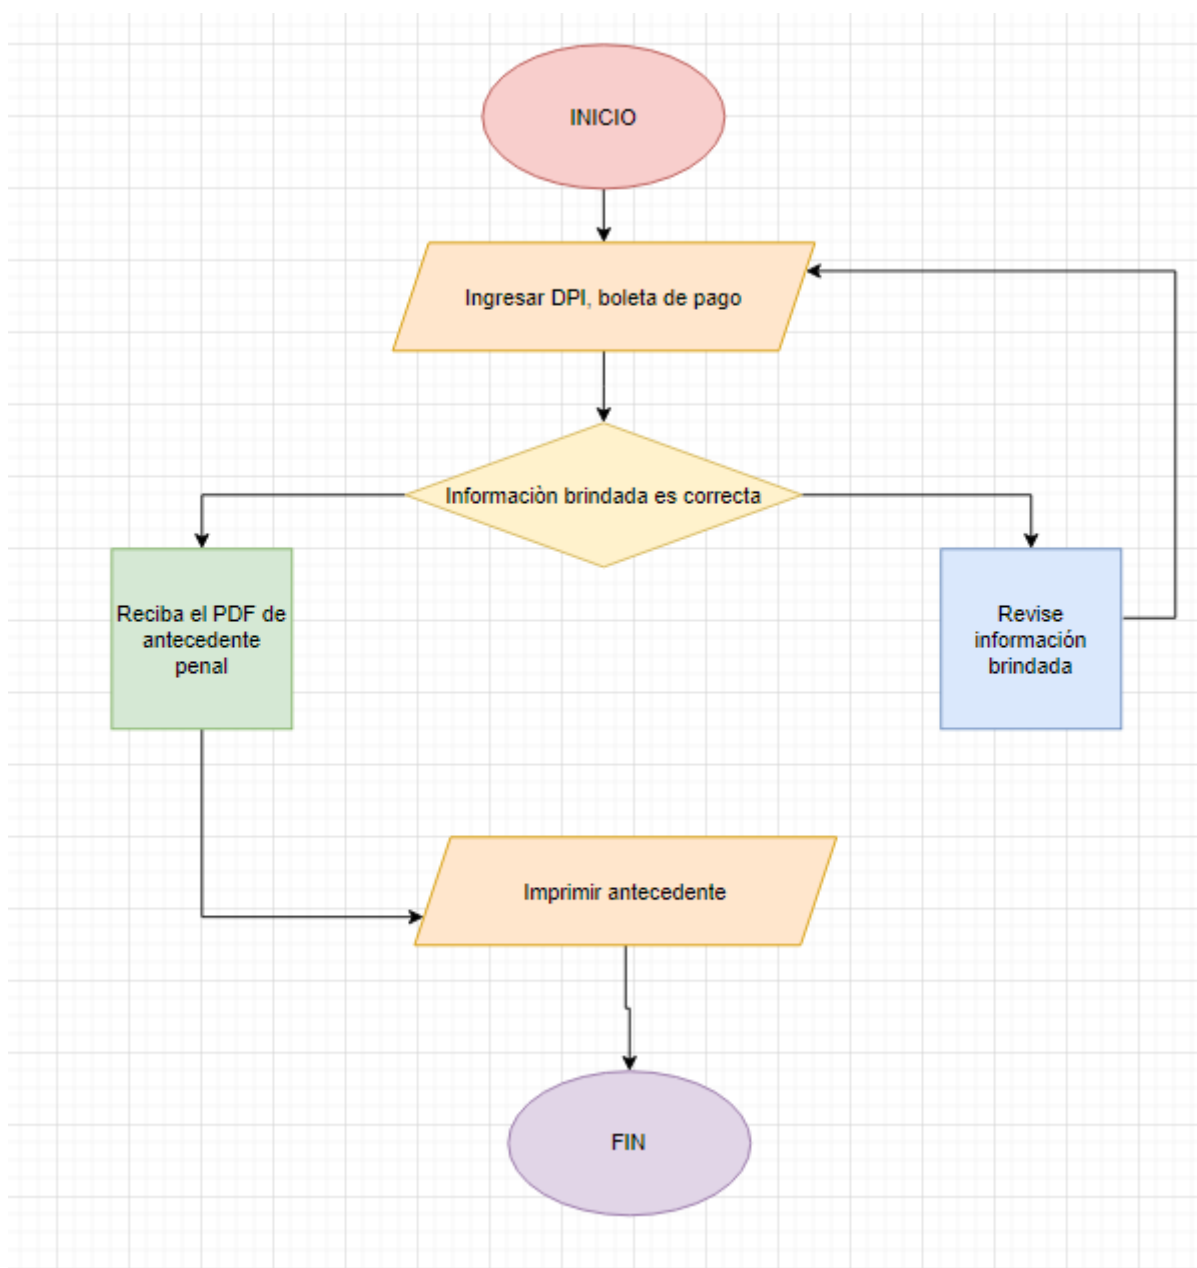 INICIO
Ingresar DPI, boleta de pago
Informaciòn brindada es correcta
Reciba el PDF de
antecedente
penal
Revise
información
brindada
Imprimir antecedente
FIN